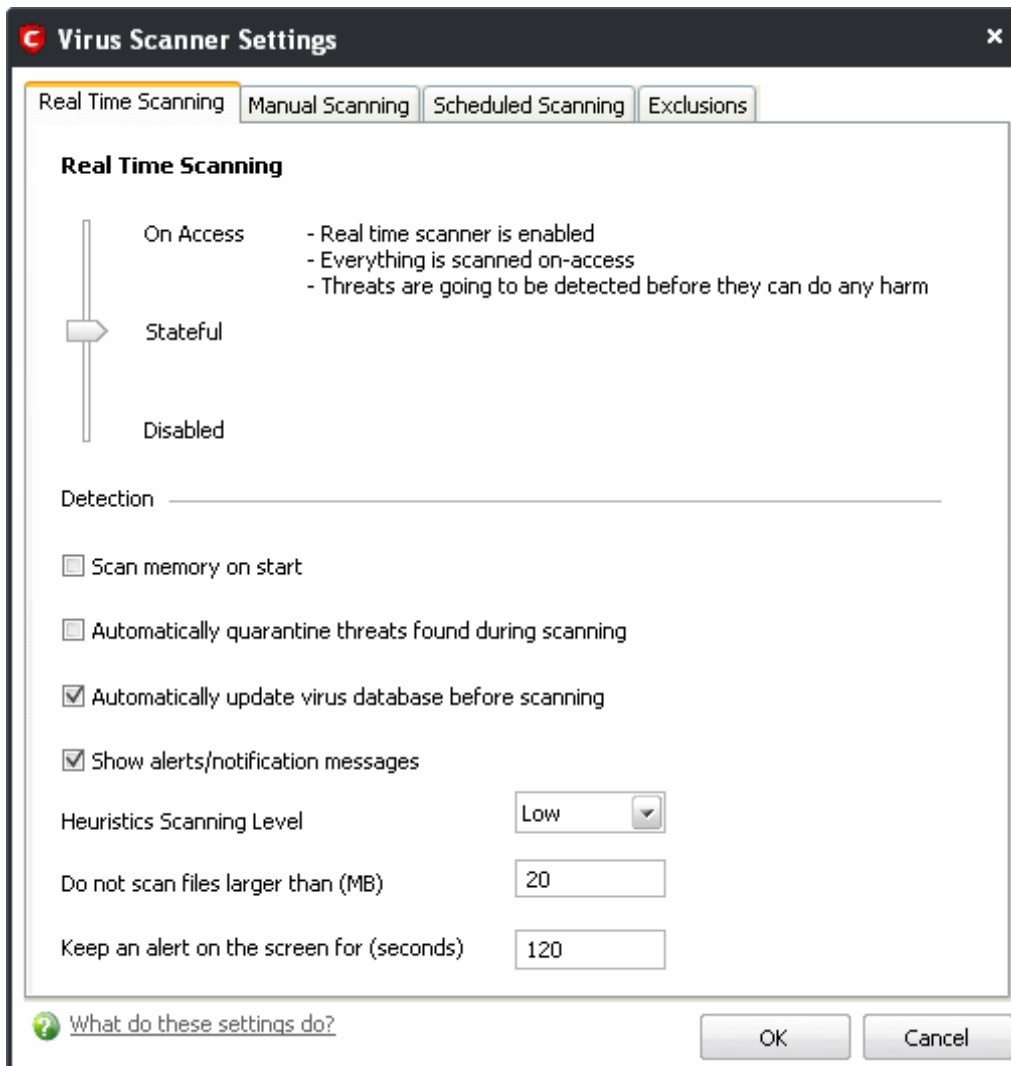 Virus Scanner Settings
Real Time Scanning
Manual Scanning
Scheduled Scanning
Exclusions
Real Time Scanning
On Access
- Real time scanner is enabled
- Everything is scanned on-access
- Threats are going to be detected before they can do any harm
Stateful
Disabled
Detection
Scan memory on start
Automatically quarantine threats found during scanning
Automatically update virus database before scanning
Show alerts/notification messages
Heuristics Scanning Level
Low
Do not scan files larger than (MB)
20
Keep an alert on the screen for (seconds)
120
What do these settings do?
OK
Cancel